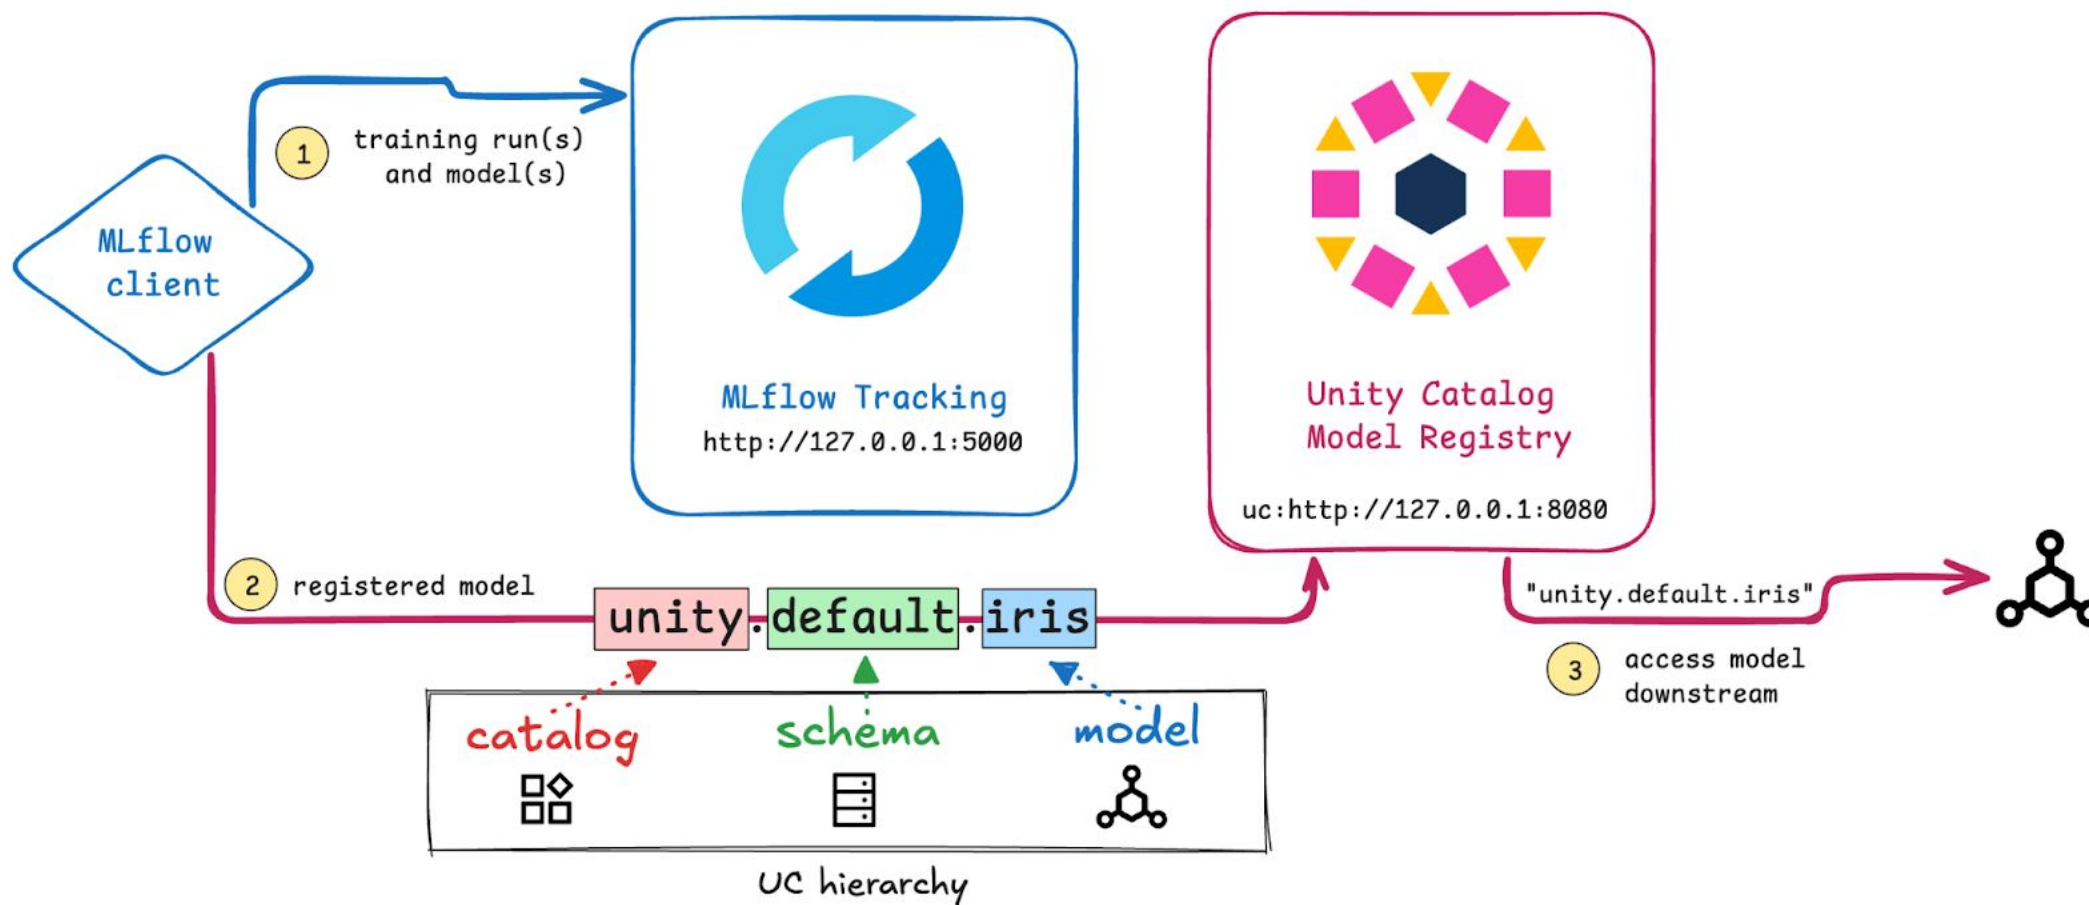 1
training run(s)
and model(s)
MLflow
client
MLflow Tracking
http://127.0.0.1:5000
Unity Catalog
Model Registry
uc:http://127.0.0.1:8080
2
registered model
unity.default.iris
"unity.default.iris"
3
access model
downstream
catalog
schema
model
UC hierarchy